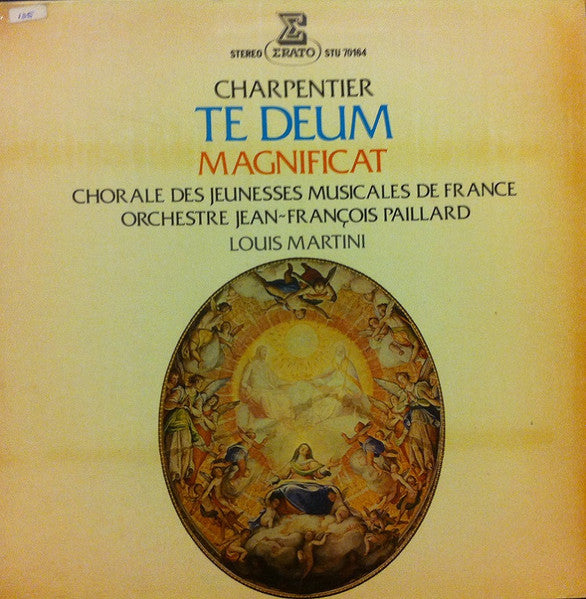 STEREO ERATO STU 70164
CHARPENTIER
TE DEUM
MAGNIFICAT
CHORALE DES JEUNESSES MUSICALES DE FRANCE
ORCHESTRE JEAN-FRANÇOIS PAILLARD
LOUIS MARTINI